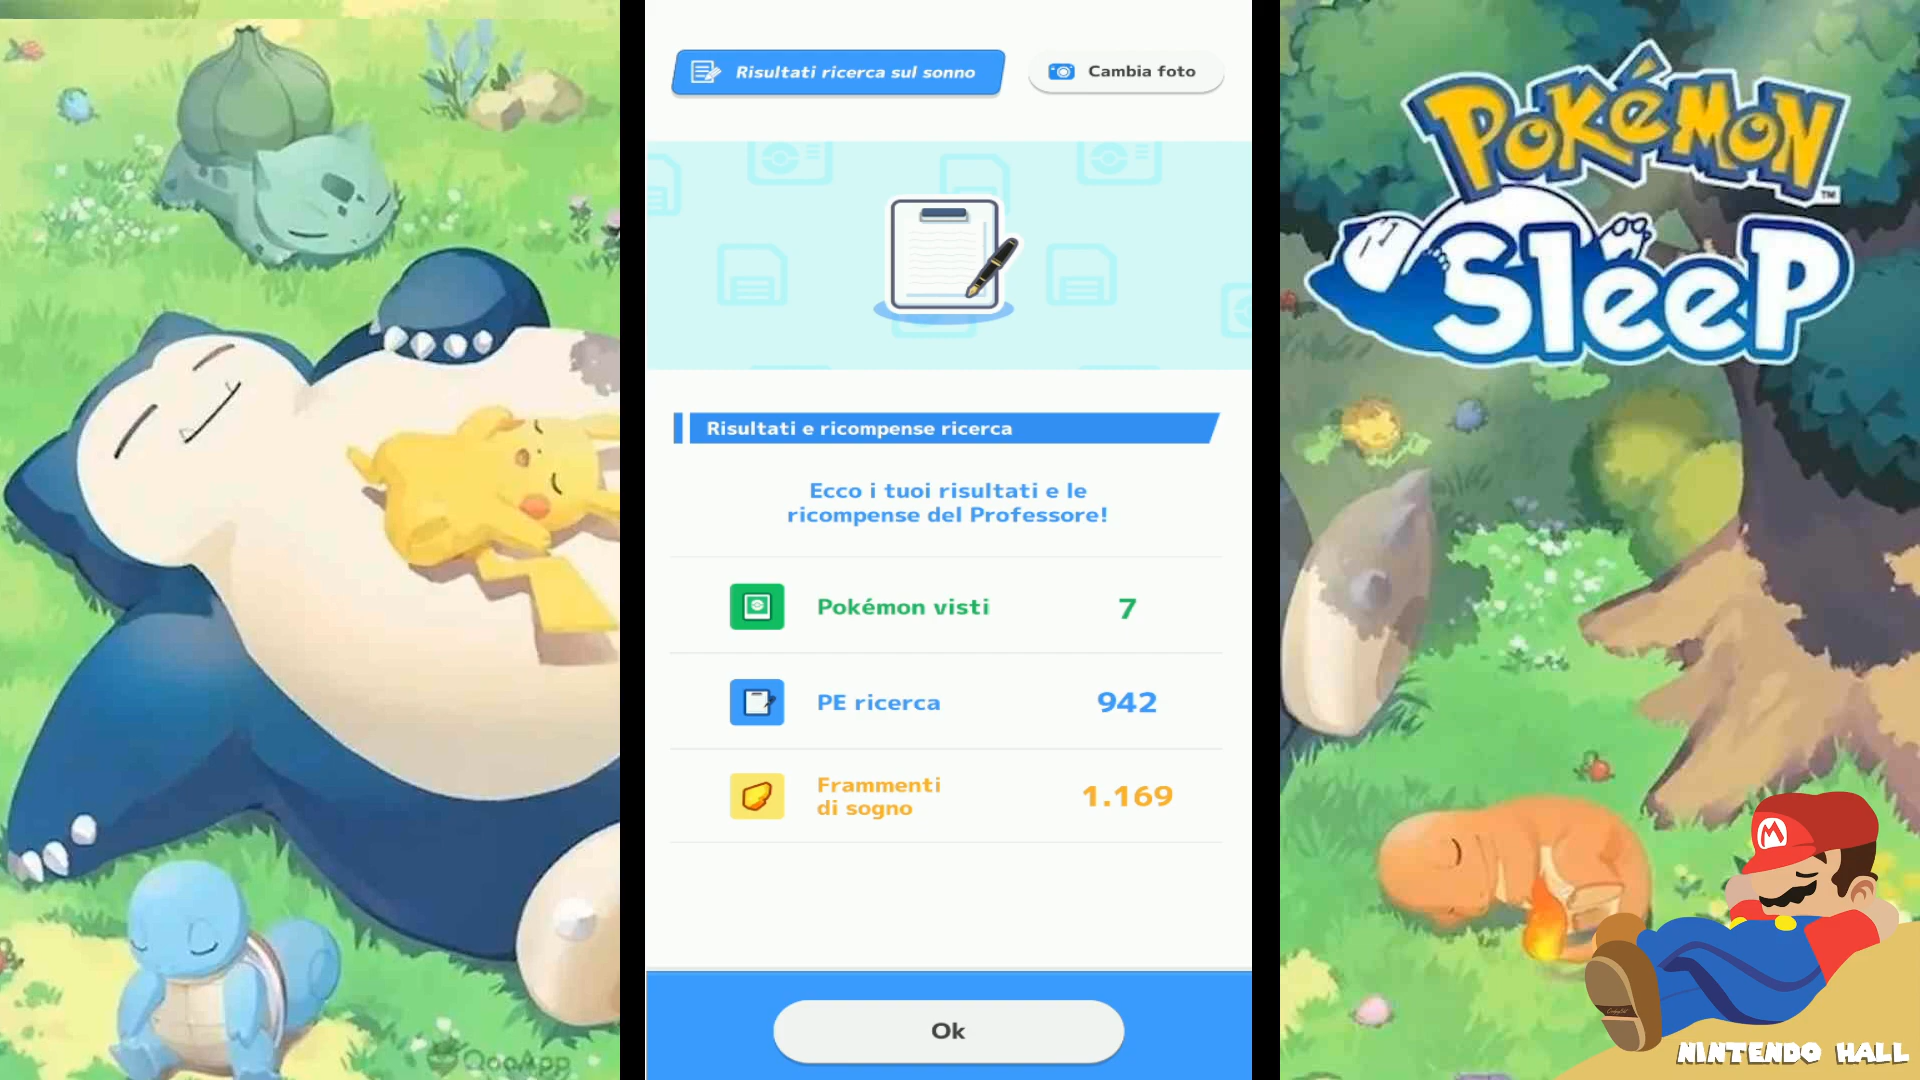 Risultati ricerca sul sonno
Cambia foto
Risultati e ricompense ricerca
Ecco i tuoi risultati e le
ricompense del Professore!
Pokémon visti
7
PE ricerca
942
Frammenti
di sogno
1.169
Ok
POKÉMON
™
Sleep
M
NINTENDO HALL
QooApp